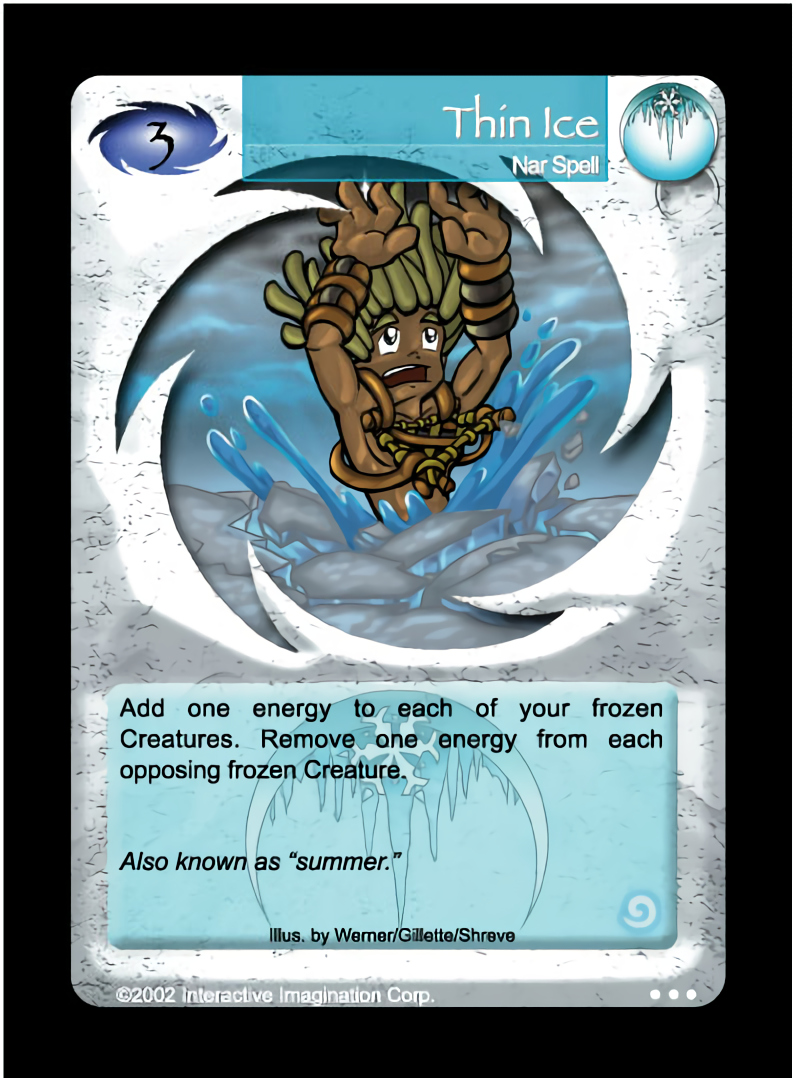 3
Thin Ice
Nar Spell
Add one energy to each of your frozen
Creatures. Remove one energy from each
opposing frozen Creature.
Also known as “summer.”
Illus. by Werner/Gillette/Shreve
©2002 Interactive Imagination Corp.